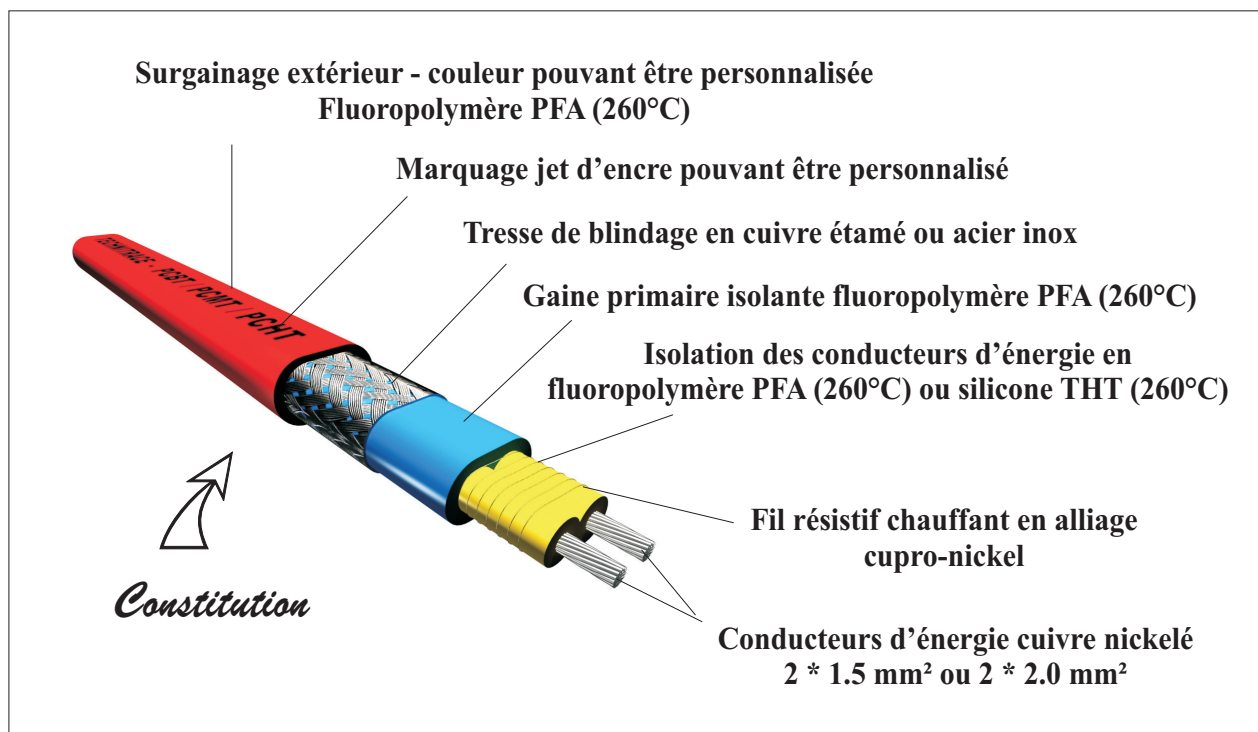 Surgainage extérieur - couleur pouvant être personnalisée
Fluoropolymère PFA (260°C)
Marquage jet d’encre pouvant être personnalisé
Tresse de blindage en cuivre étamé ou acier inox
Gaine primaire isolante fluoropolymère PFA (260°C)
Isolation des conducteurs d’énergie en
fluoropolymère PFA (260°C) ou silicone THT (260°C)
TECHNITRACE - PCBT / PCMT / PCHT
Fil résistif chauffant en alliage
cupro-nickel
Constitution
Conducteurs d’énergie cuivre nickelé
2 * 1.5 mm² ou 2 * 2.0 mm²